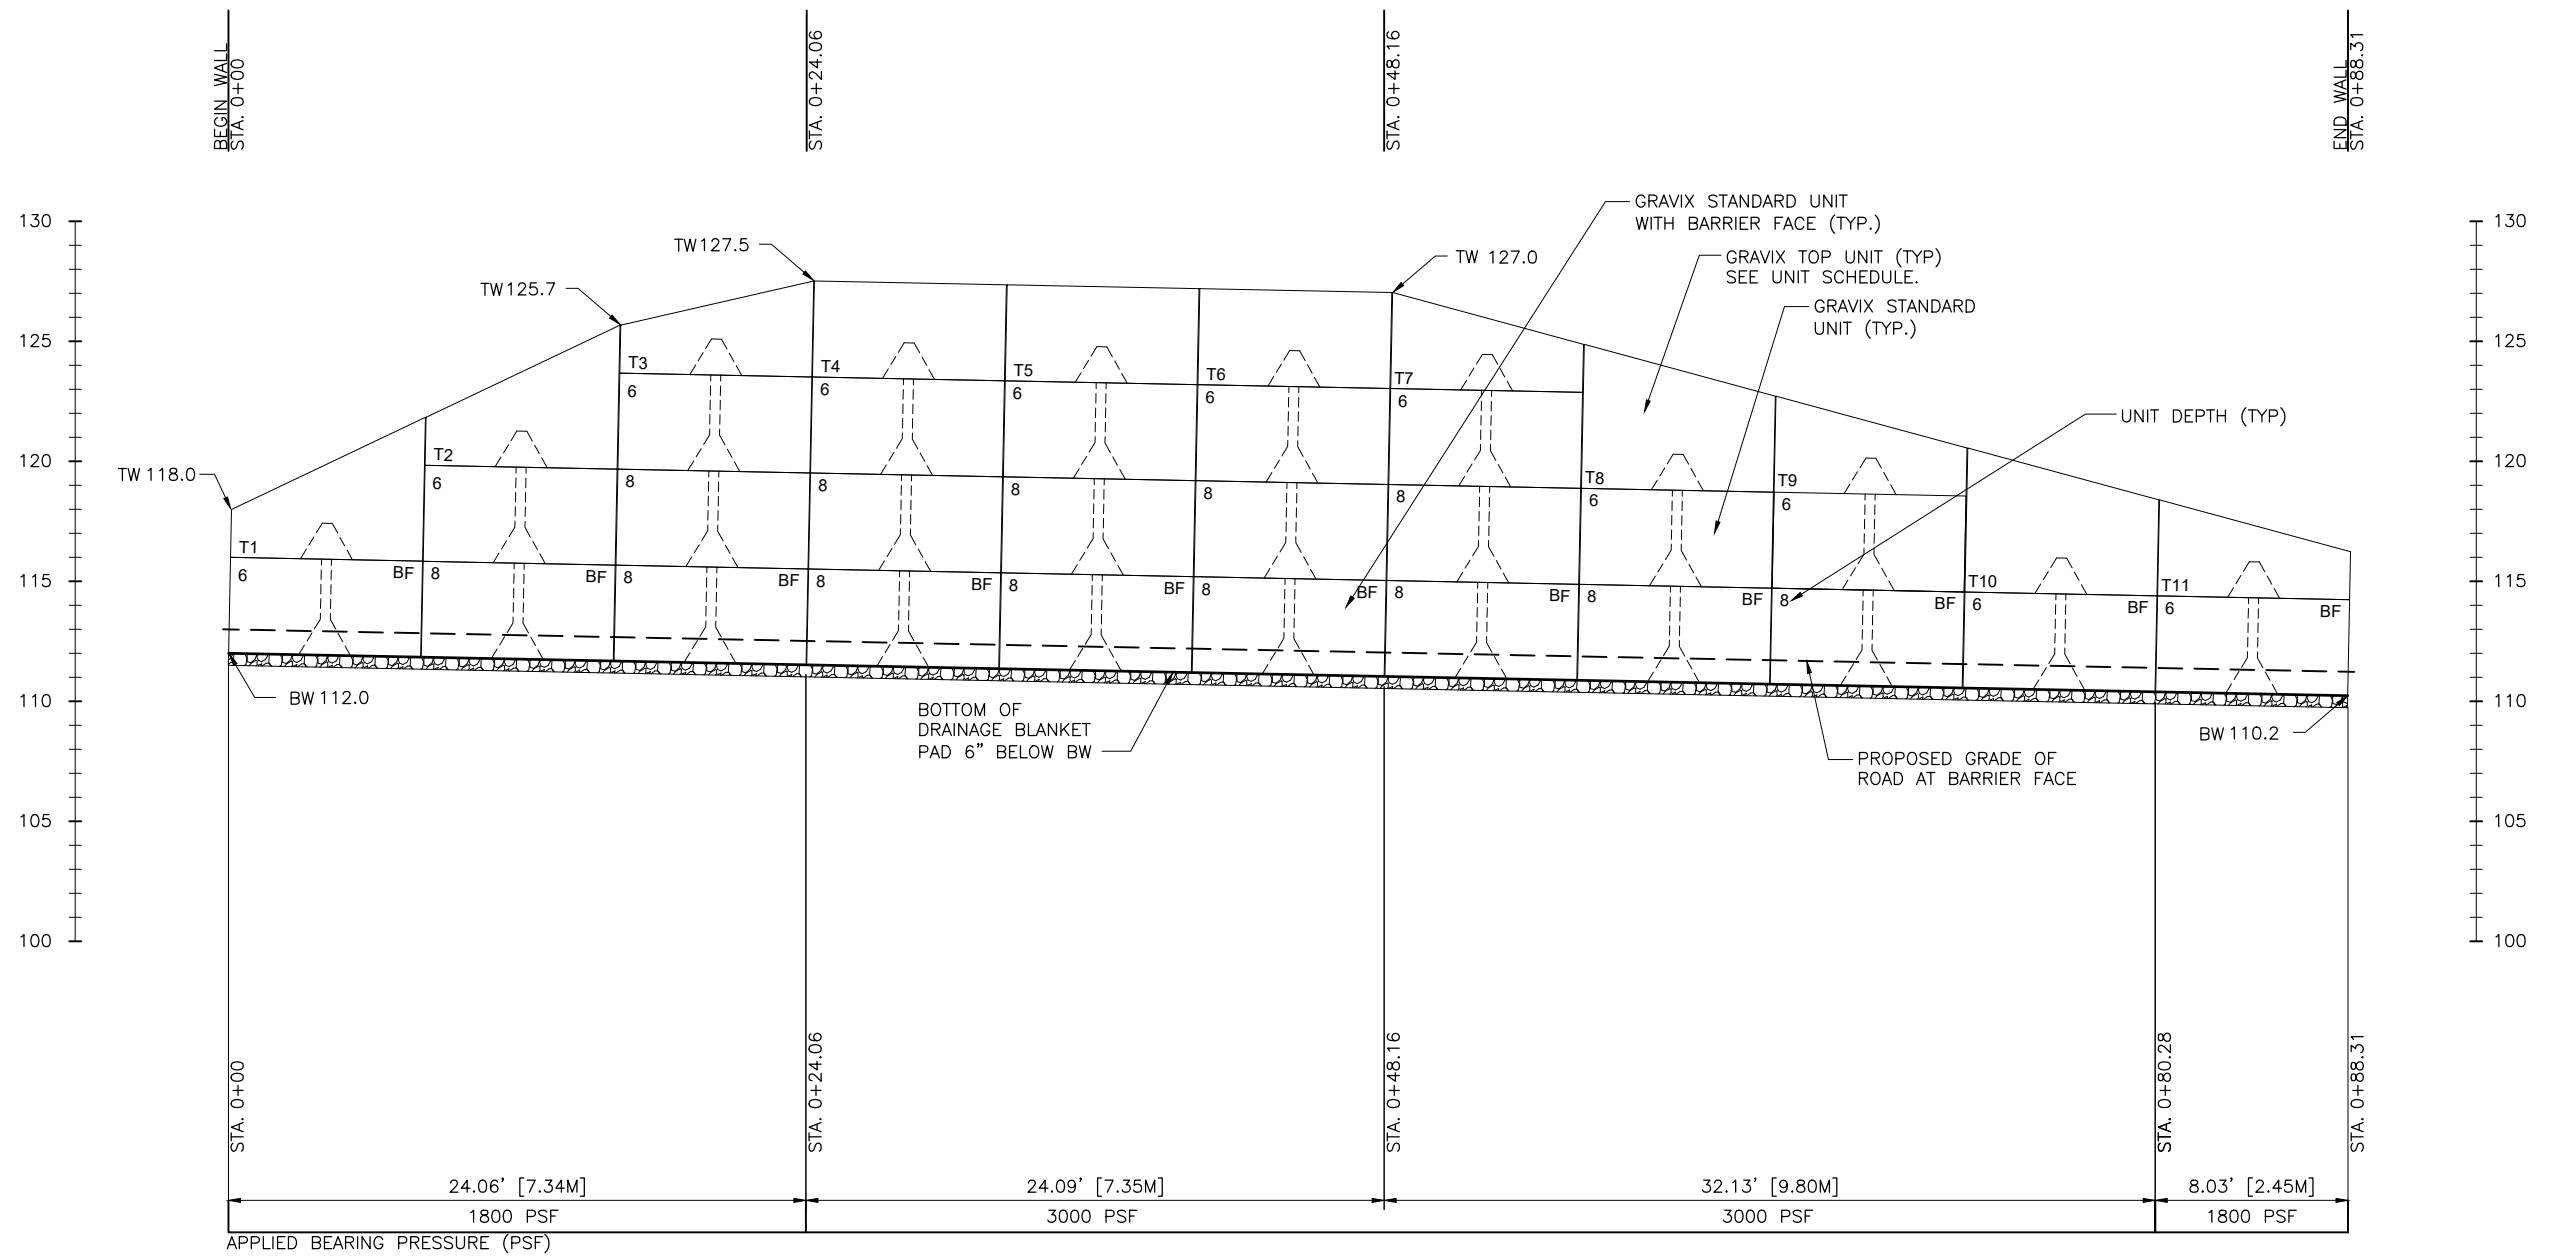 BEGIN WALL
STA. 0+00
STA. 0+24.06
STA. 0+48.16
END WALL
STA. 0+88.31
130
125
120
115
110
105
100
130
125
120
115
110
105
100
TW 118.0
TW 125.7
TW 127.5
TW 127.0
GRAVIX STANDARD UNIT
WITH BARRIER FACE (TYP.)
GRAVIX TOP UNIT (TYP)
SEE UNIT SCHEDULE.
GRAVIX STANDARD
UNIT (TYP.)
UNIT DEPTH (TYP)
T3
T4
T5
T6
T7
6
6
6
6
6
T2
T8
T9
6
8
8
8
8
8
6
6
T1
T10
T11
6
BF
8
BF
8
BF
8
BF
8
BF
8
BF
8
BF
8
BF
8
BF
6
BF
6
BF
BW 112.0
BOTTOM OF
DRAINAGE BLANKET
PAD 6" BELOW BW
BW 110.2
PROPOSED GRADE OF
ROAD AT BARRIER FACE
STA. 0+00
STA. 0+24.06
STA. 0+48.16
STA. 0+80.28
STA. 0+88.31
24.06' [7.34M]
24.09' [7.35M]
32.13' [9.80M]
8.03' [2.45M]
1800 PSF
3000 PSF
3000 PSF
1800 PSF
APPLIED BEARING PRESSURE (PSF)